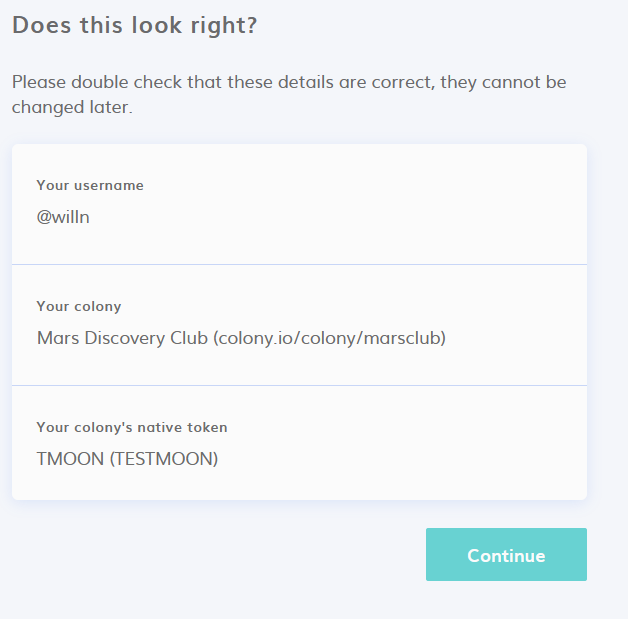 Does this look right?
Please double check that these details are correct, they cannot be
changed later.
Your username
@willn
Your colony
Mars Discovery Club (colony.io/colony/marsclub)
Your colony's native token
TMOON (TESTMOON)
Continue